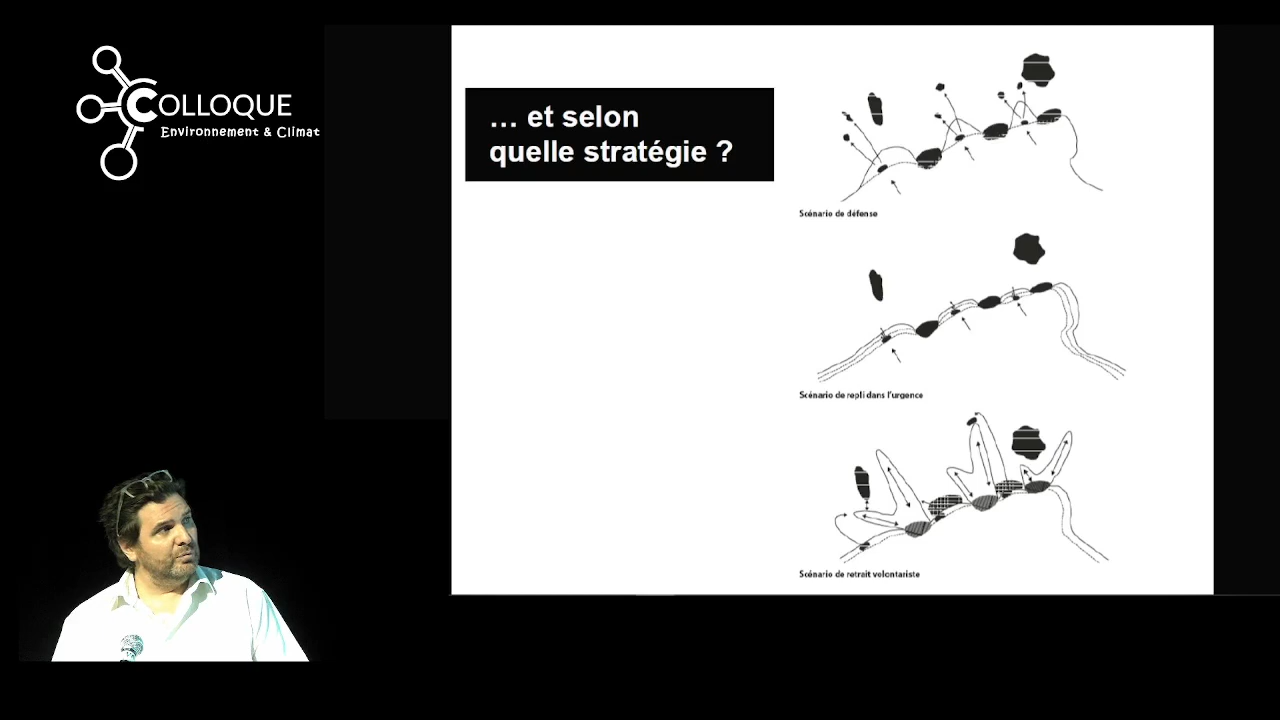 COLLOQUE
Environnement & Climat
... et selon
quelle stratégie ?
Scénario de défense
Scénario de repli dans l'urgence
Scénario de retrait volontariste